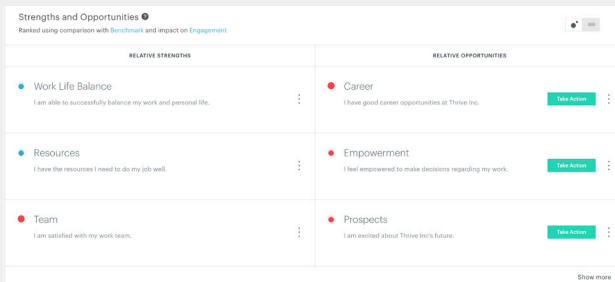 Strengths and Opportunities ?
Ranked using comparison with Benchmark and impact on Engagement
RELATIVE STRENGTHS
RELATIVE OPPORTUNITIES
Work Life Balance
I am able to successfully balance my work and personal life.
Career
I have good career opportunities at Thrive Inc.
Take Action
Resources
I have the resources I need to do my job well.
Empowerment
I feel empowered to make decisions regarding my work.
Take Action
Team
I am satisfied with my work team.
Prospects
I am excited about Thrive Inc's future.
Take Action
Show more